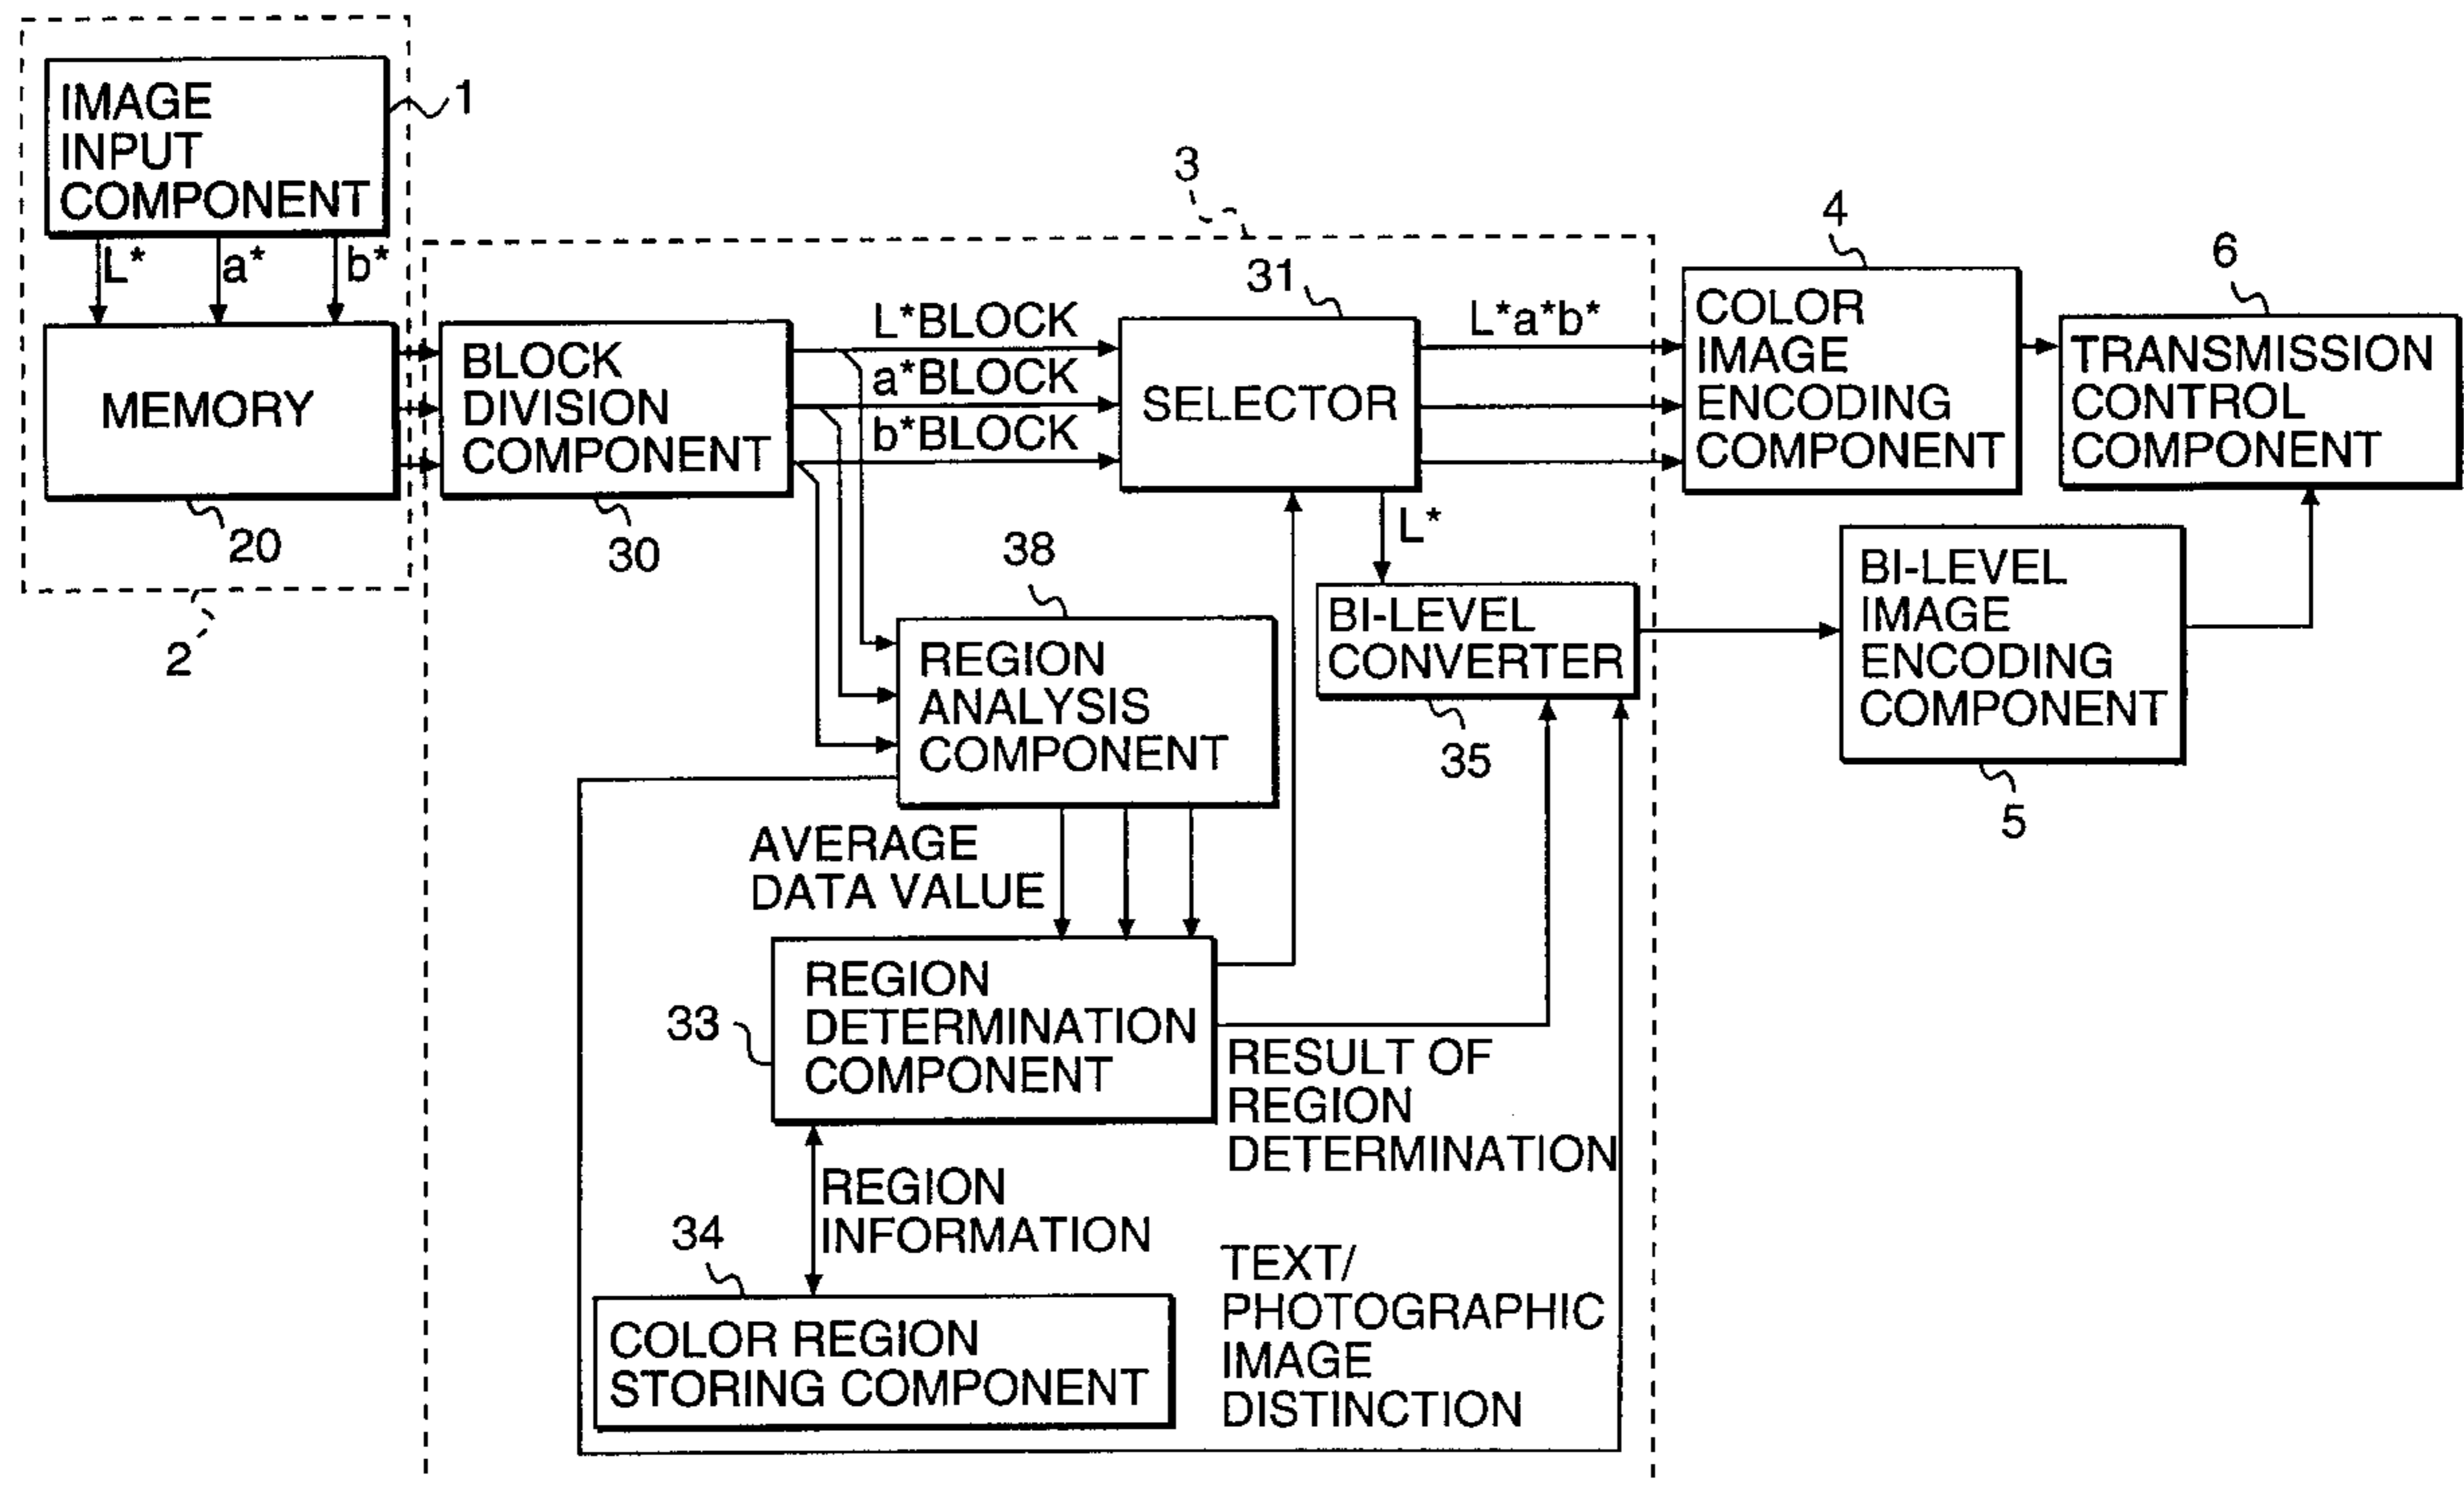 IMAGE
INPUT
COMPONENT
1
L*
a*
b*
MEMORY
20
2
3
BLOCK
DIVISION
COMPONENT
30
L*BLOCK
a*BLOCK
b*BLOCK
31
SELECTOR
L*a*b*
L*
4
COLOR
IMAGE
ENCODING
COMPONENT
6
TRANSMISSION
CONTROL
COMPONENT
38
REGION
ANALYSIS
COMPONENT
BI-LEVEL
CONVERTER
35
BI-LEVEL
IMAGE
ENCODING
COMPONENT
5
AVERAGE
DATA VALUE
33
REGION
DETERMINATION
COMPONENT
RESULT OF
REGION
DETERMINATION
REGION
INFORMATION
34
COLOR REGION
STORING COMPONENT
TEXT/
PHOTOGRAPHIC
IMAGE
DISTINCTION